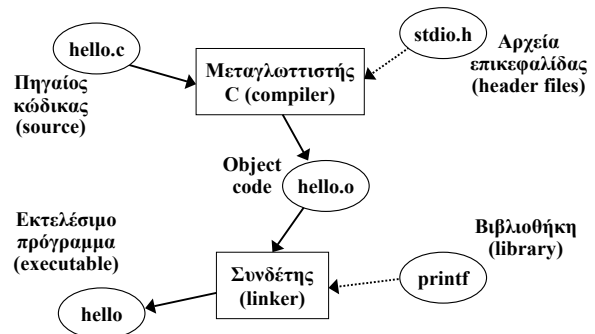 hello.c
stdio.h
Πηγαίος
κώδικας
(source)
Μεταγλωττιστής
C (compiler)
Αρχεία
επικεφαλίδας
(header files)
Object
code
hello.o
Εκτελέσιμο
πρόγραμμα
(executable)
Συνδέτης
(linker)
Βιβλιοθήκη
(library)
hello
printf